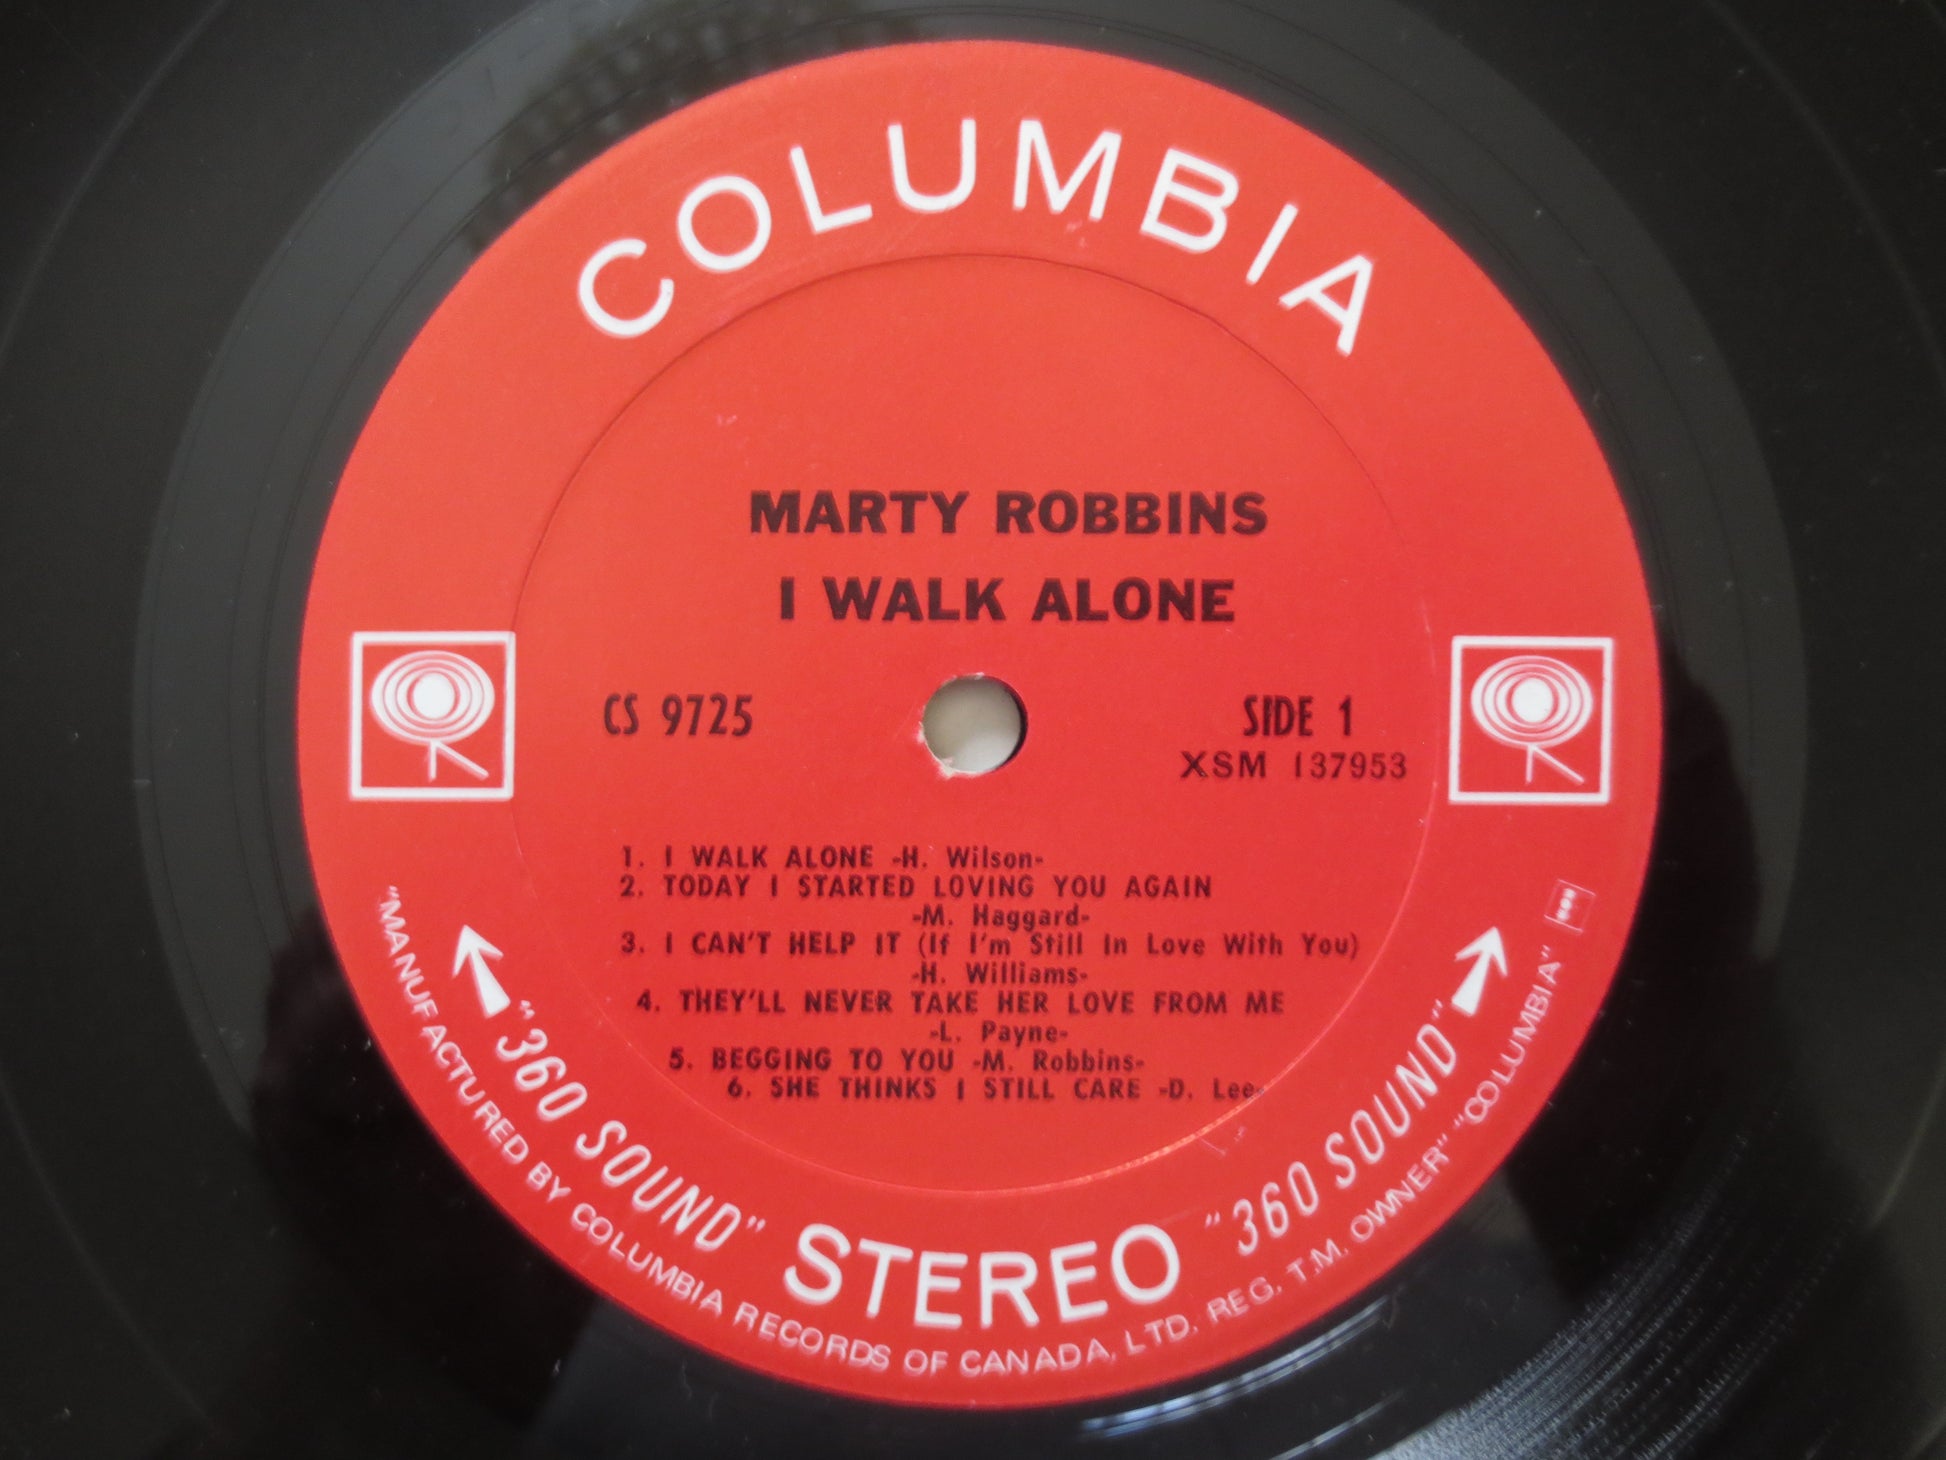 COLUMBIA
MARTY ROBBINS
I WALK ALONE
CS 9725
SIDE 1
XSM 137953
1. I WALK ALONE -H. Wilson-
2. TODAY I STARTED LOVING YOU AGAIN
-M. Haggard-
3. I CAN'T HELP IT (If I'm Still In Love With You)
-H. Williams-
4. THEY'LL NEVER TAKE HER LOVE FROM ME
-L. Payne-
5. BEGGING TO YOU -M. Robbins-
6. SHE THINKS I STILL CARE -D. Lee-
"360 SOUND" STEREO "360 SOUND"
"MANUFACTURED BY COLUMBIA RECORDS OF CANADA, LTD. REG. T.M. OWNER" "COLUMBIA"